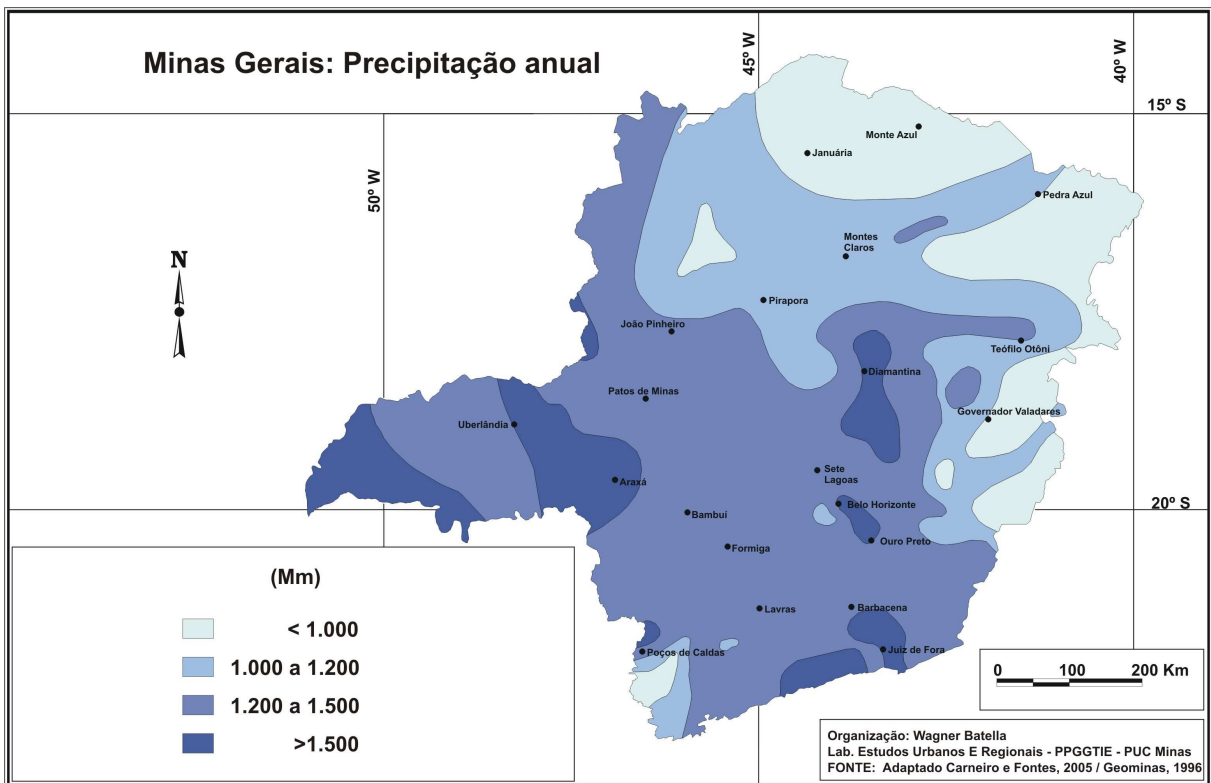 Minas Gerais: Precipitação anual
45º W
40º W
15º S
Monte Azul
Januária
50º W
Pedra Azul
N
Montes
Claros
Pirapora
João Pinheiro
Teófilo Otôni
Diamantina
Patos de Minas
Governador Valadares
Uberlândia
Sete
Lagoas
Araxá
20º S
Belo Horizonte
Bambuí
Ouro Preto
Formiga
(Mm)
Lavras
Barbacena
< 1.000
Poços de Caldas
Juiz de Fora
1.000 a 1.200
0 100 200 Km
1.200 a 1.500
>1.500
Organização: Wagner Batella
Lab. Estudos Urbanos E Regionais - PPGGTIE - PUC Minas
FONTE: Adaptado Carneiro e Fontes, 2005 / Geominas, 1996